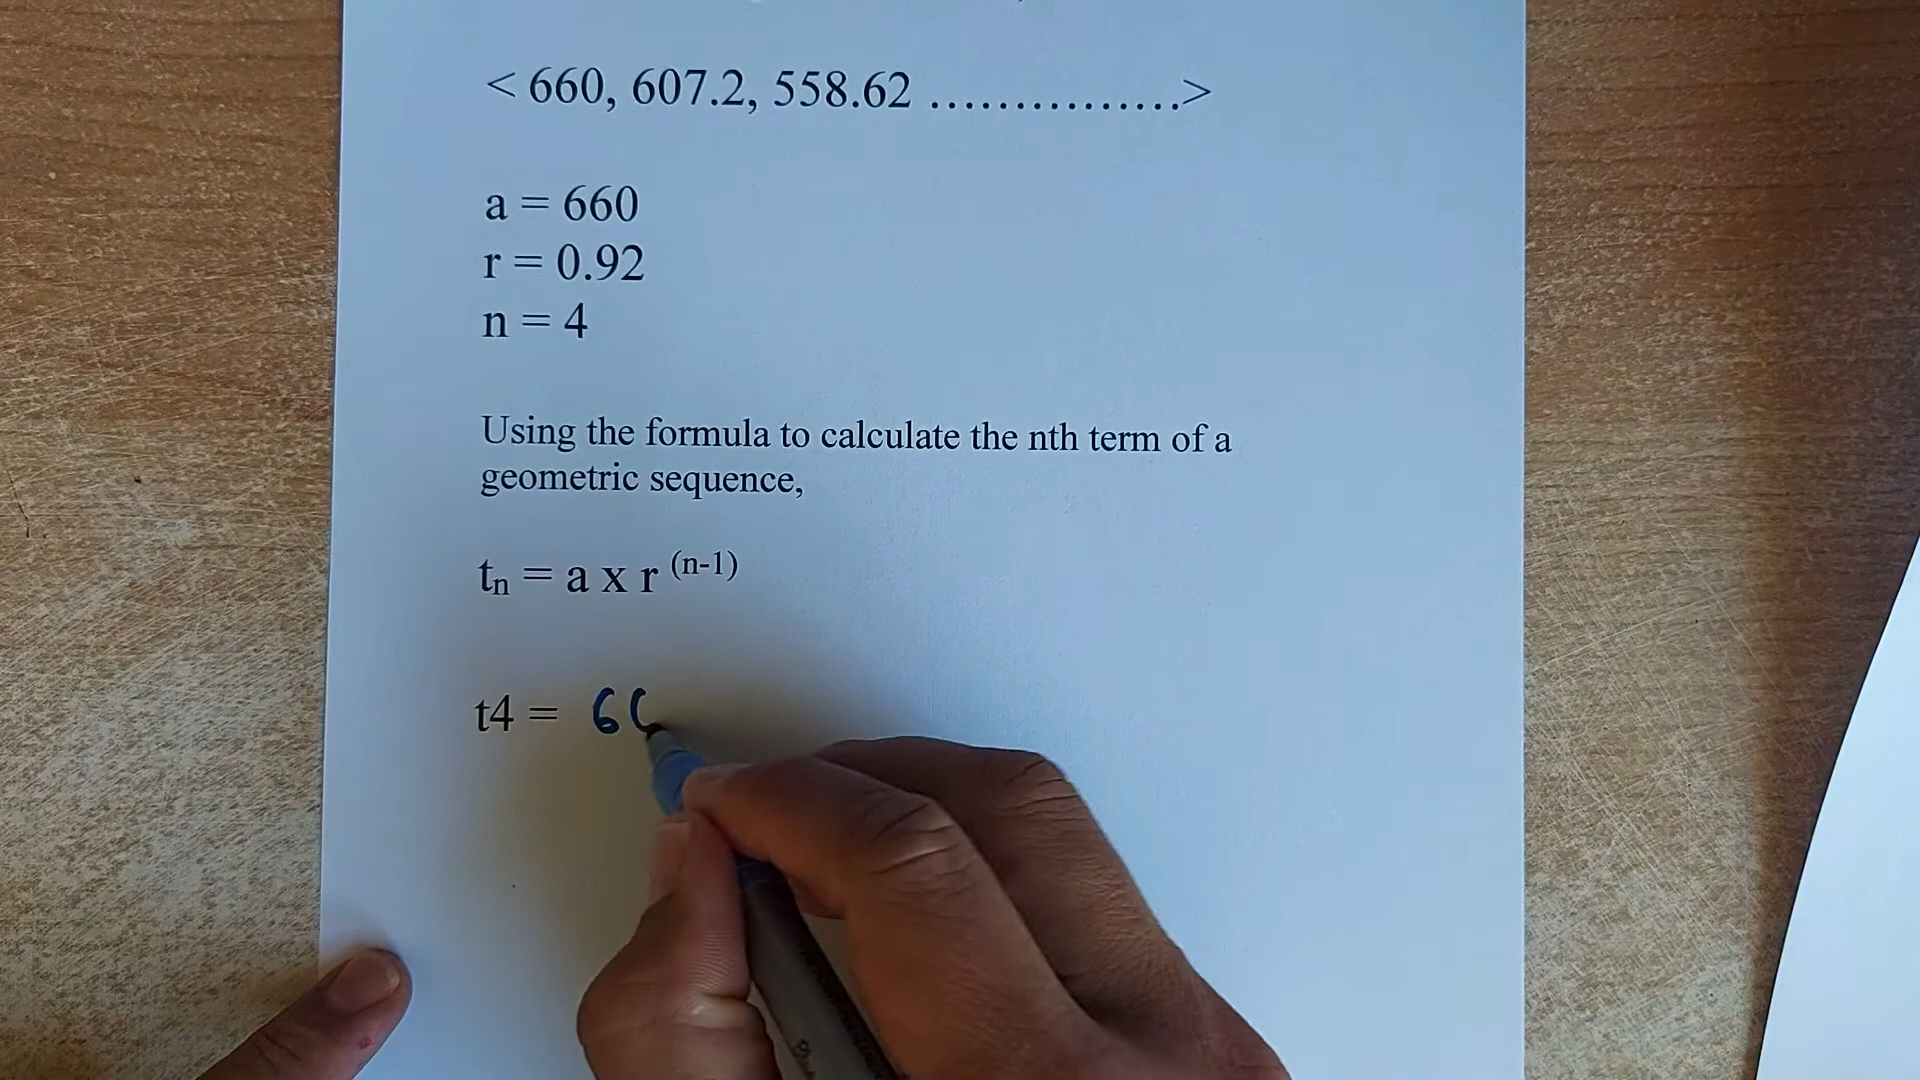 < 660, 607.2, 558.62 ...............>
a = 660
r = 0.92
n = 4
Using the formula to calculate the nth term of a
geometric sequence,
tn = a x r (n-1)
t4 = 6